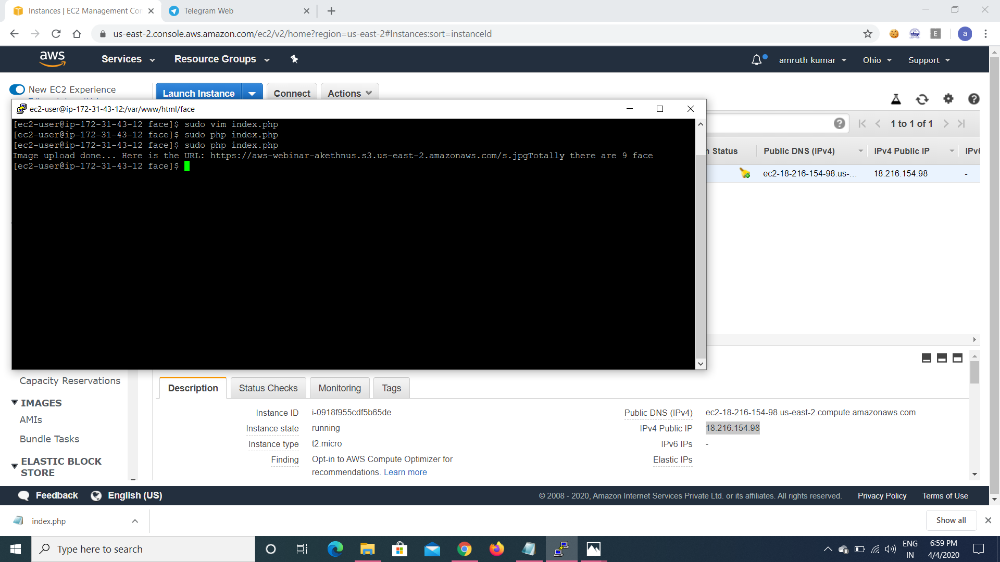 Instances | EC2 Management Con
Telegram Web
us-east-2.console.aws.amazon.com/ec2/v2/home?region=us-east-2#Instances:sort=instanceId
E
a
aws
Services
Resource Groups
amruth kumar
Ohio
Support
New EC2 Experience
Launch Instance
Connect
Actions
ec2-user@ip-172-31-43-12:/var/www/html/face
[ec2-user@ip-172-31-43-12 face]$ sudo vim index.php
[ec2-user@ip-172-31-43-12 face]$ sudo php index.php
[ec2-user@ip-172-31-43-12 face]$ sudo php index.php
Image upload done... Here is the URL: https://aws-webinar-akethnus.s3.us-east-2.amazonaws.com/s.jpgTotally there are 9 face
[ec2-user@ip-172-31-43-12 face]$
1 to 1 of 1
Status
Public DNS (IPv4)
IPv4 Public IP
IPv6
ec2-18-216-154-98.us-...
18.216.154.98
-
Capacity Reservations
IMAGES
AMIs
Bundle Tasks
ELASTIC BLOCK
STORE
Description
Status Checks
Monitoring
Tags
Instance ID
i-0918f955cdf5b65de
Instance state
running
Instance type
t2.micro
Finding
Opt-in to AWS Compute Optimizer for
recommendations. Learn more
Public DNS (IPv4)
ec2-18-216-154-98.us-east-2.compute.amazonaws.com
IPv4 Public IP
18.216.154.98
IPv6 IPs
-
Elastic IPs
Feedback
English (US)
© 2008 - 2020, Amazon Internet Services Private Ltd. or its affiliates. All rights reserved.
Privacy Policy
Terms of Use
index.php
Show all
Type here to search
ENG
IN
6:59 PM
4/4/2020